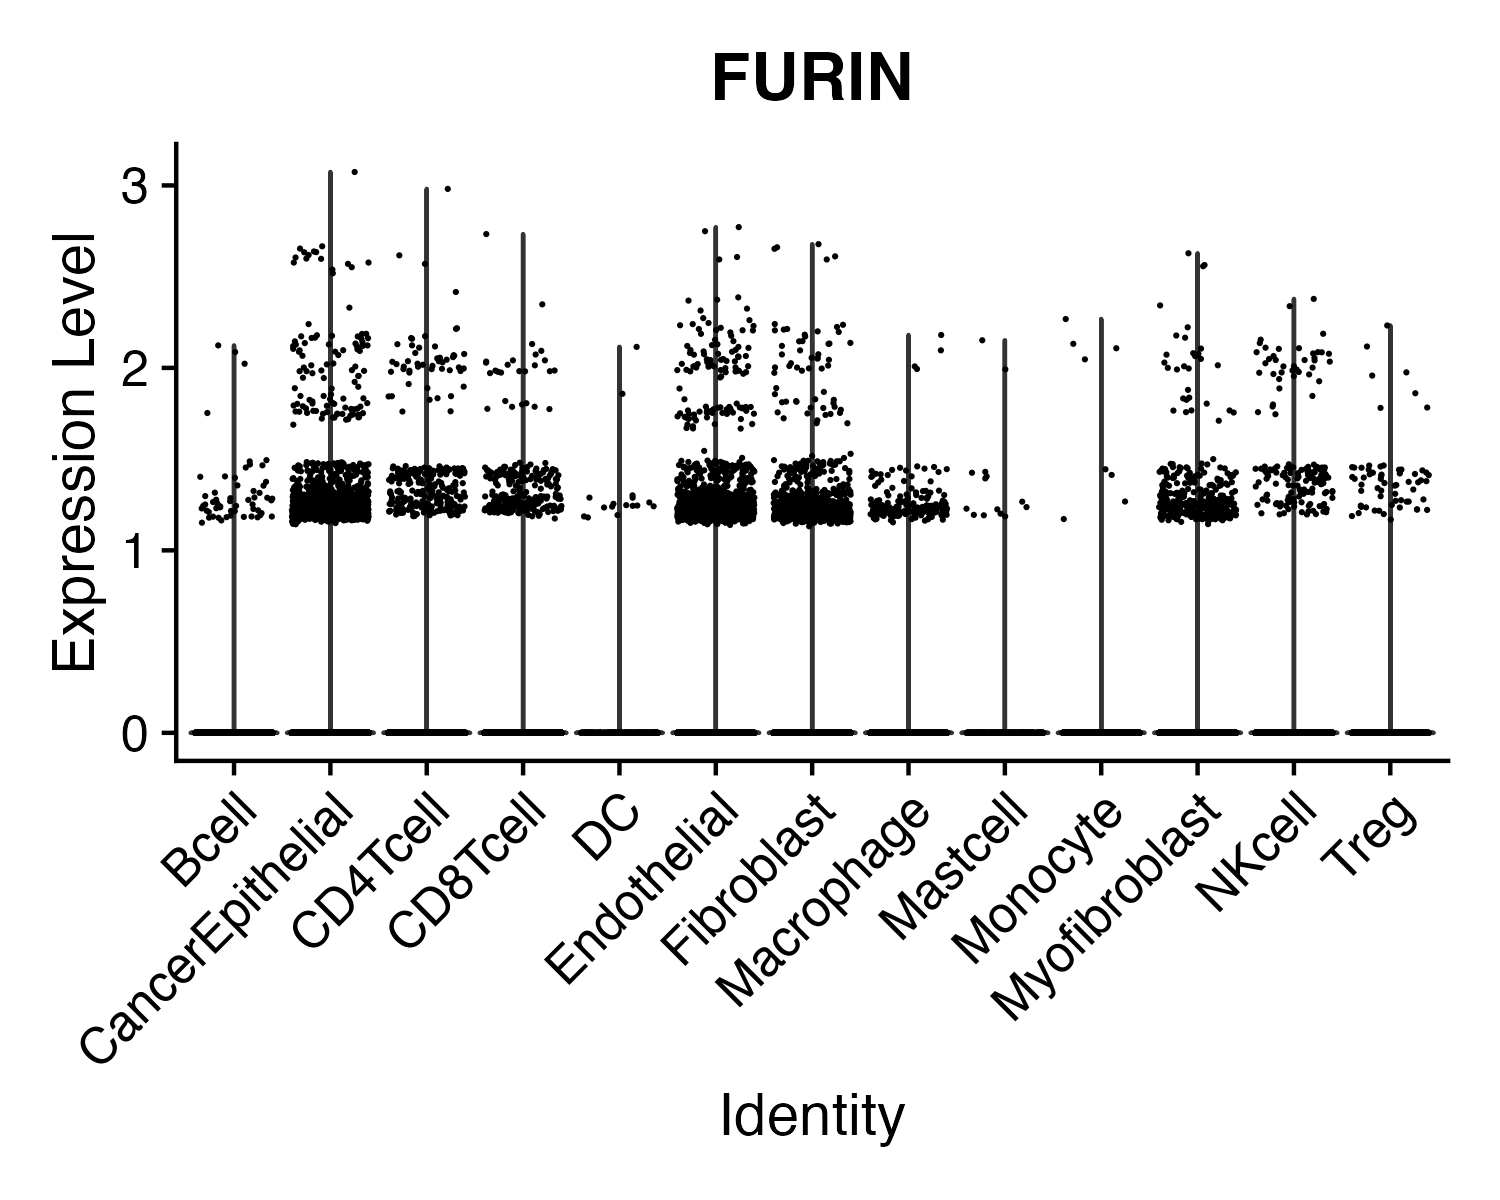 FURIN
Expression Level
3
2
1
0
Bcell
CancerEpithelial
CD4Tcell
CD8Tcell
DC
Endothelial
Fibroblast
Macrophage
Mastcell
Monocyte
Myofibroblast
NKcell
Treg
Identity